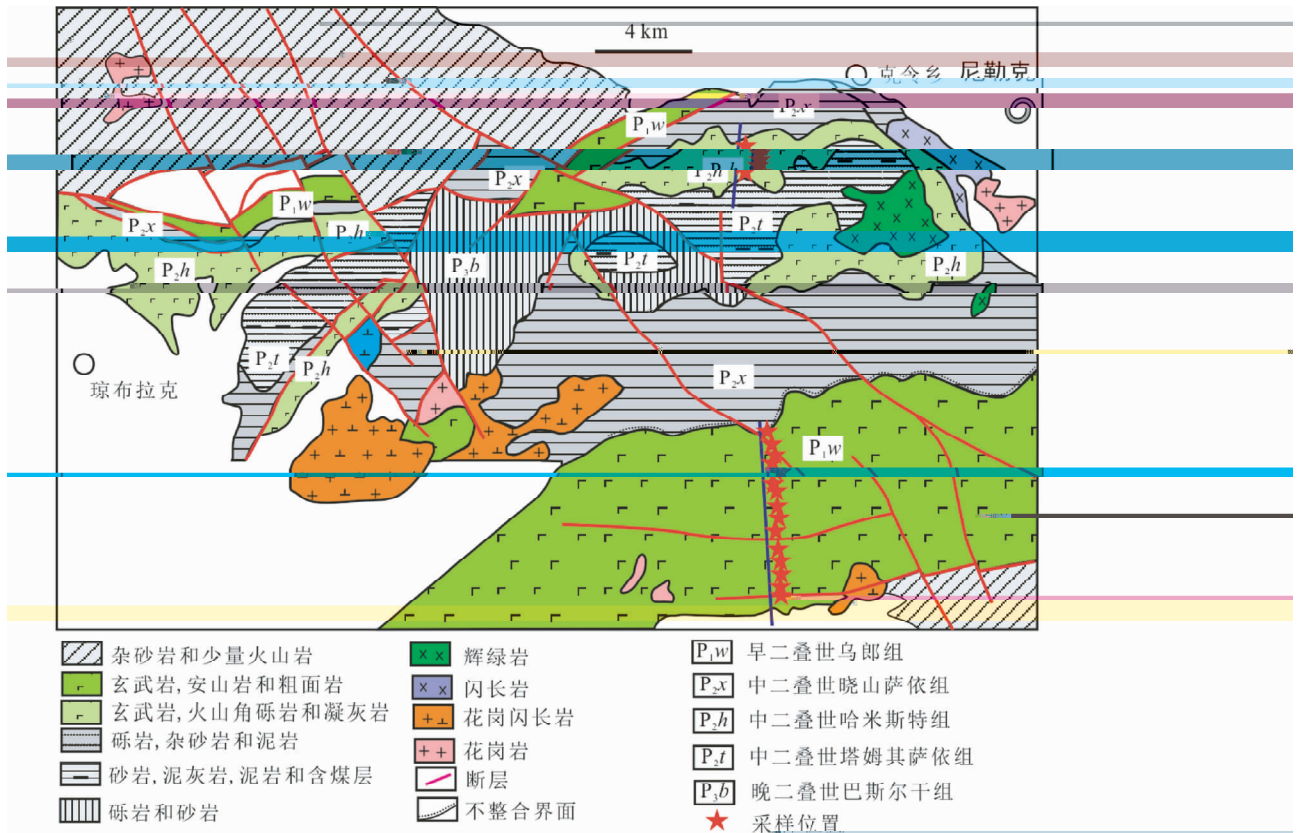 4 km
克令乡 尼勒克
P₂x
P₁w
P₂x
P₂h
P₁w
P₂x
P₂h
P₂t
P₂h
P₃b
P₂t
P₂h
P₂t
P₂h
琼布拉克
P₂x
P₁w
杂砂岩和少量火山岩
玄武岩,安山岩和粗面岩
玄武岩,火山角砾岩和凝灰岩
砾岩,杂砂岩和泥岩
砂岩,泥灰岩,泥岩和含煤层
砾岩和砂岩
辉绿岩
闪长岩
花岗闪长岩
花岗岩
断层
不整合界面
P₁w 早二叠世乌郎组
P₂x 中二叠世晓山萨依组
P₂h 中二叠世哈米斯特组
P₂t 中二叠世塔姆其萨依组
P₃b 晚二叠世巴斯尔干组
采样位置